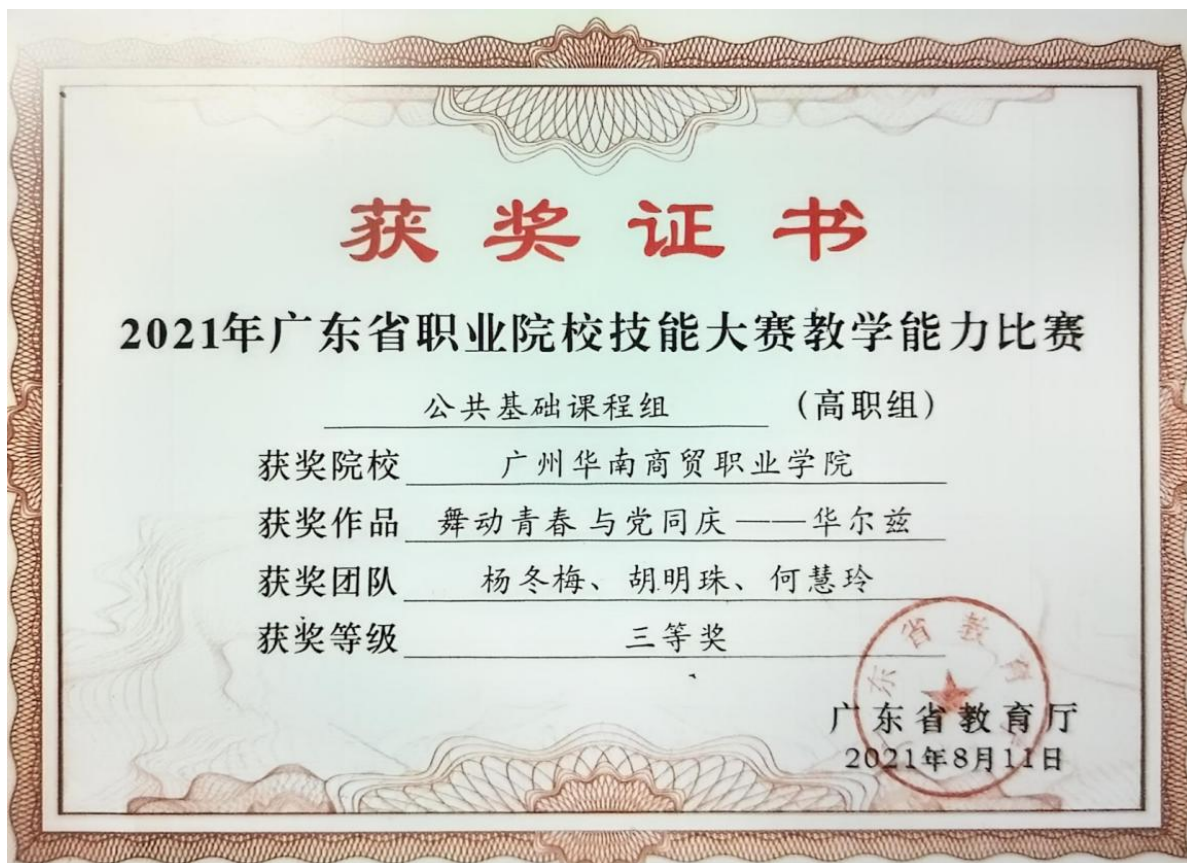 获奖证书
2021年广东省职业院校技能大赛教学能力比赛
公共基础课程组 （高职组）
获奖院校 广州华南商贸职业学院
获奖作品 舞动青春 与党同庆 ——华尔兹
获奖团队 杨冬梅、胡明珠、何慧玲
获奖等级 三等奖
东省教育
广东省教育厅
2021年8月11日